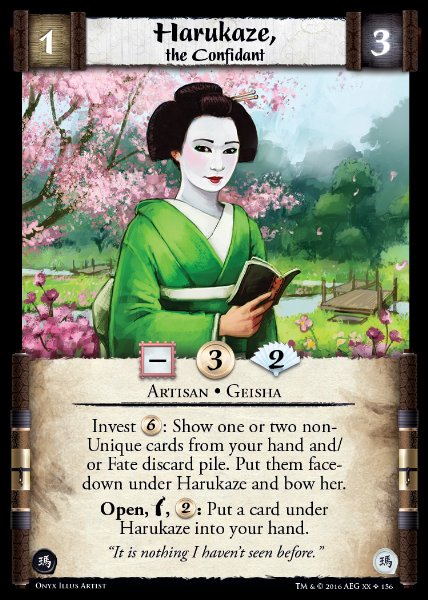 1
Harukaze,
the Confidant
3
– 3 2
Artisan • Geisha
Invest 6: Show one or two non-
Unique cards from your hand and/
or Fate discard pile. Put them face-
down under Harukaze and bow her.
Open, , 2: Put a card under
Harukaze into your hand.
"It is nothing I haven't seen before."
瑪 瑪
Onyx Illus Artist
TM & © 2016 AEG XX ❖ 156